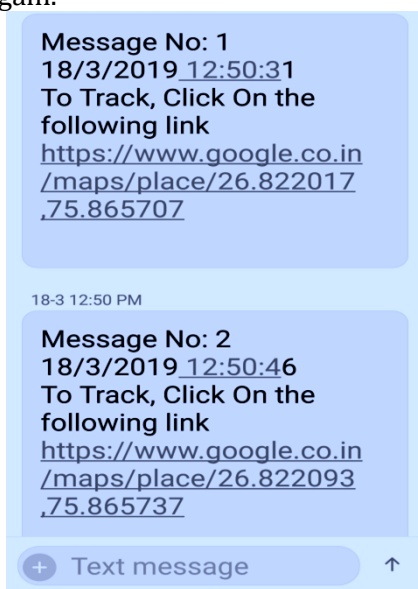 Message No: 1
18/3/2019 12:50:31
To Track, Click On the
following link
https://www.google.co.in
/maps/place/26.822017
,75.865707
18-3 12:50 PM
Message No: 2
18/3/2019 12:50:46
To Track, Click On the
following link
https://www.google.co.in
/maps/place/26.822093
,75.865737
Text message